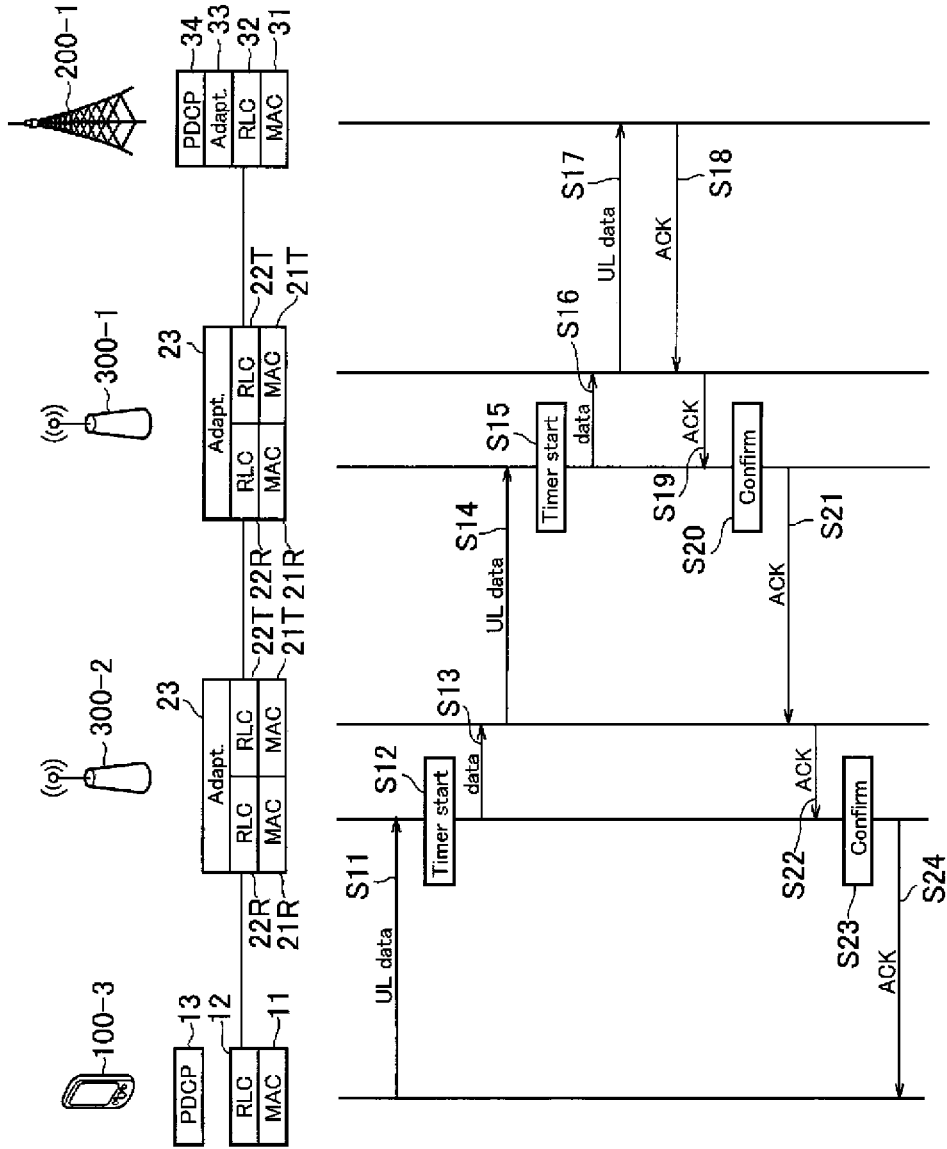 100-3
300-2
300-1
200-1
13
PDCP
12
RLC
MAC
11
23
Adapt.
RLC
RLC
MAC
MAC
22R
21R
22T
21T
23
Adapt.
RLC
RLC
MAC
MAC
22R
21R
22T
21T
PDCP
34
Adapt.
33
RLC
32
MAC
31
UL data
S11
Timer start
S12
data
S13
UL data
S14
Timer start
S15
data
S16
UL data
S17
ACK
S18
ACK
S19
Confirm
S20
ACK
S21
ACK
S22
Confirm
S23
ACK
S24